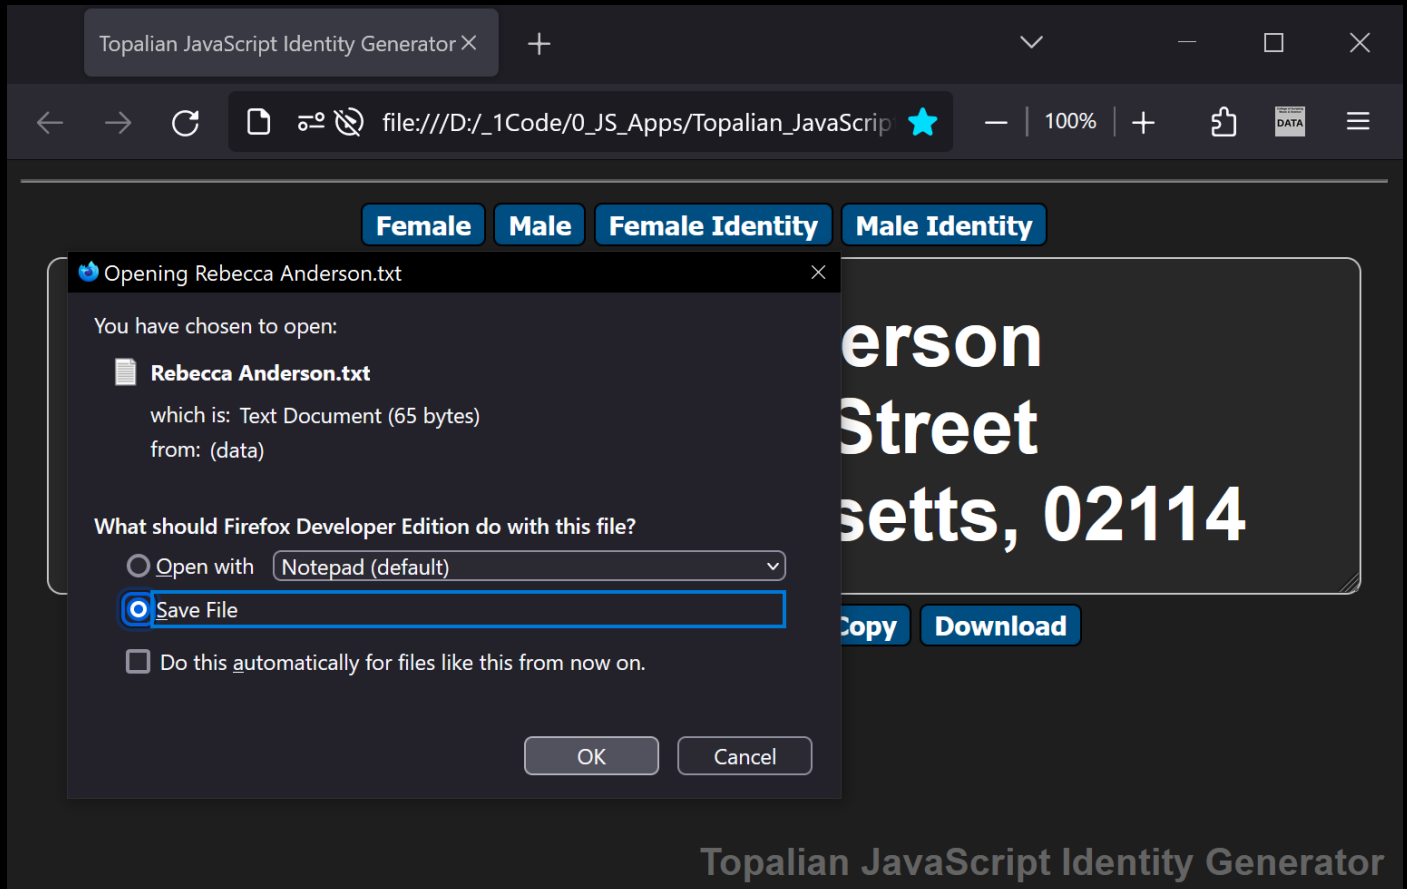 Topalian JavaScript Identity Generator
file:///D:/_1Code/0_JS_Apps/Topalian_JavaScrip
100%
DATA
Female Male Female Identity Male Identity
Opening Rebecca Anderson.txt
You have chosen to open:
Rebecca Anderson.txt
which is: Text Document (65 bytes)
from: (data)
What should Firefox Developer Edition do with this file?
Open with Notepad (default)
Save File
Do this automatically for files like this from now on.
OK Cancel
erson
Street
setts, 02114
Copy Download
Topalian JavaScript Identity Generator